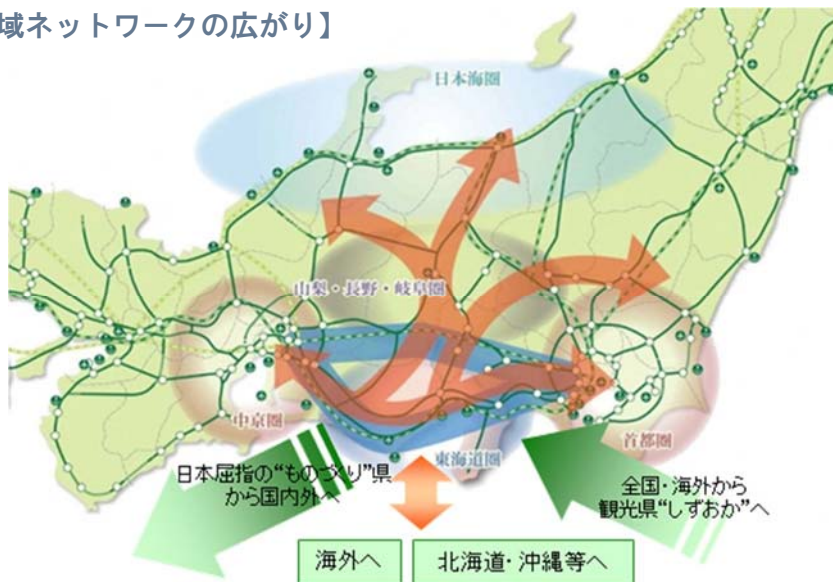 域ネットワークの広がり】
日本海圏
山梨・長野・岐阜圏
中京圏
首都圏
東海道圏
日本屈指の“ものづくり”県
から国内外へ
全国・海外から
観光県“しずおか”へ
海外へ
北海道・沖縄等へ